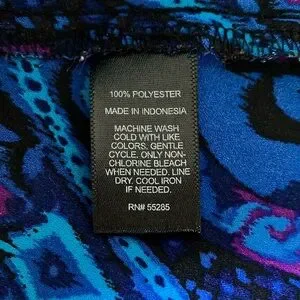 100% POLYESTER
MADE IN INDONESIA
MACHINE WASH
COLD WITH LIKE
COLORS, GENTLE
CYCLE, ONLY NON-
CHLORINE BLEACH
WHEN NEEDED. LINE
DRY. COOL IRON
IF NEEDED.
RN# 55285